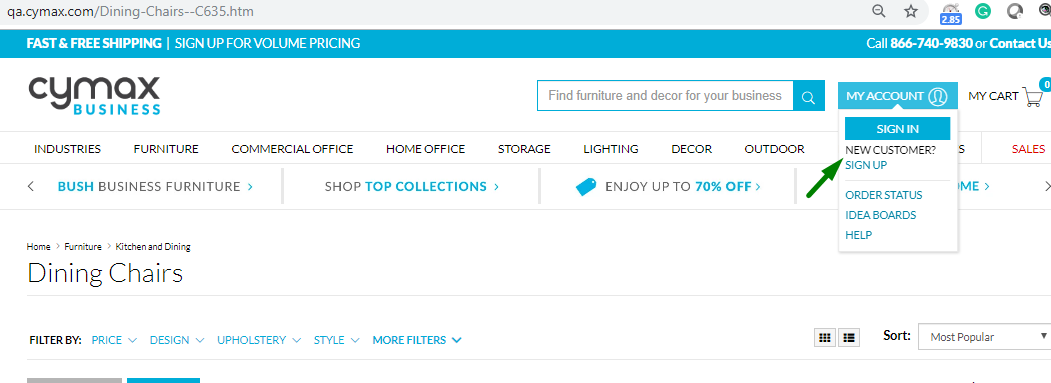 qa.cymax.com/Dining-Chairs--C635.htm
2.85
FAST & FREE SHIPPING | SIGN UP FOR VOLUME PRICING
Call 866-740-9830 or Contact Us
cymax
BUSINESS
Find furniture and decor for your business
MY ACCOUNT
MY CART
0
SIGN IN
NEW CUSTOMER?
SIGN UP
ORDER STATUS
IDEA BOARDS
HELP
INDUSTRIES FURNITURE COMMERCIAL OFFICE HOME OFFICE STORAGE LIGHTING DECOR OUTDOOR S SALES
BUSH BUSINESS FURNITURE > SHOP TOP COLLECTIONS > ENJOY UP TO 70% OFF > OME >
Home > Furniture > Kitchen and Dining
Dining Chairs
FILTER BY: PRICE DESIGN UPHOLSTERY STYLE MORE FILTERS
Sort: Most Popular